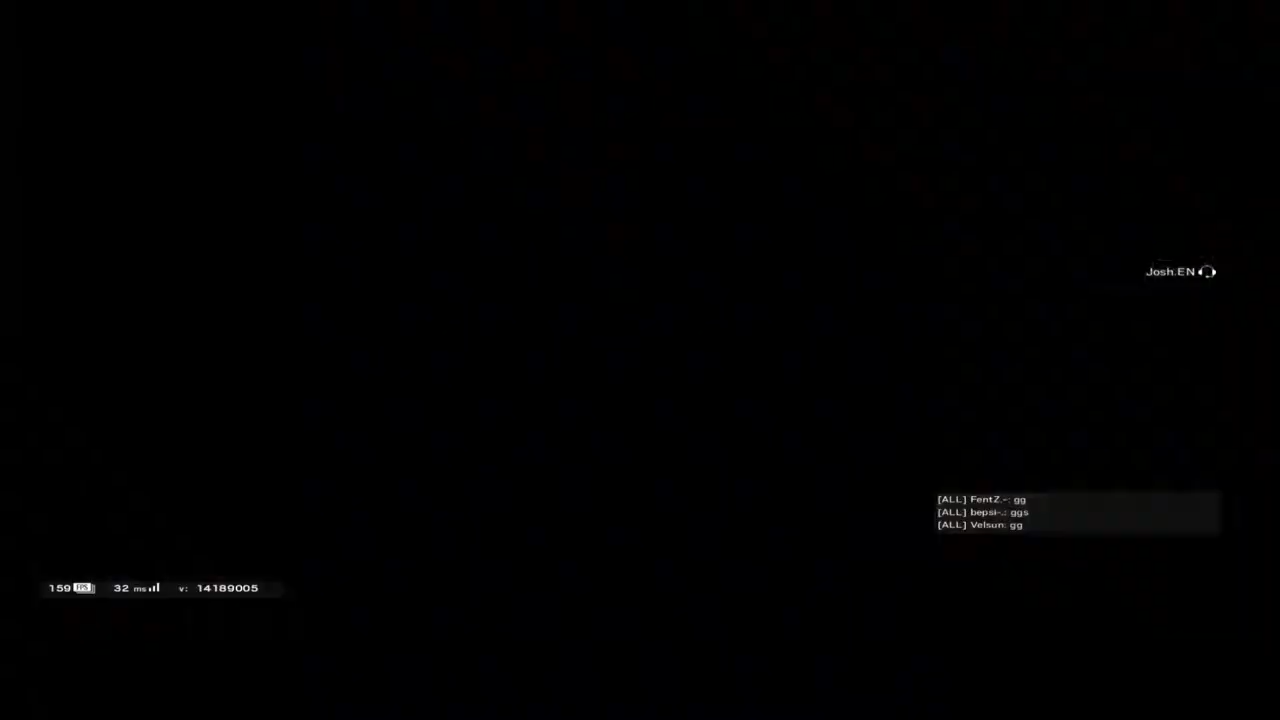 Josh.EN
[ALL] FentZ.-: gg
[ALL] bepsi-.: ggs
[ALL] Velsun: gg
159 FPS 32 ms v: 14189005